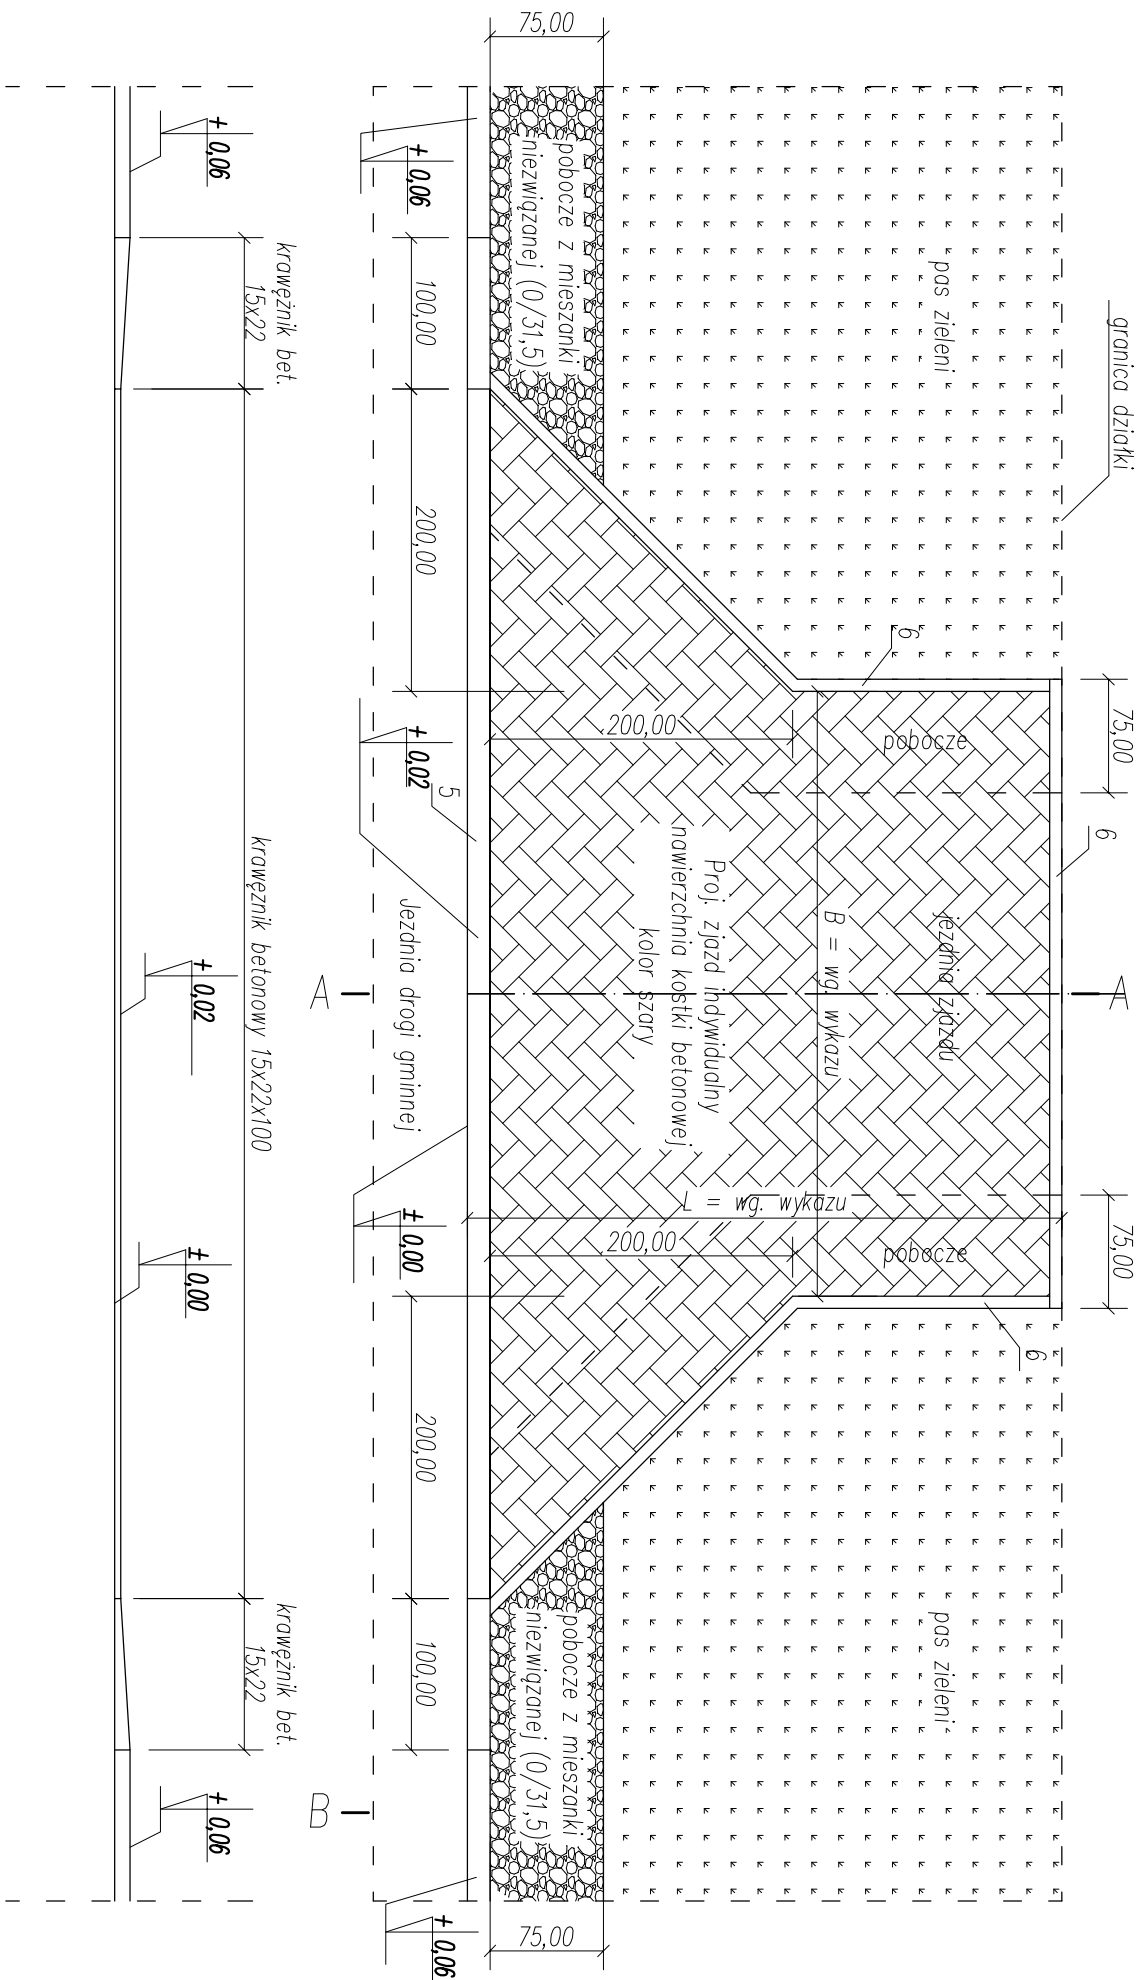 granica działki
pas zieleni
pas zieleni
75,00
6
75,00
6
6
pobocze
jezdnia zjazdu
pobocze
B = wg. wykazu
L = wg. wykazu
200,00
200,00
Proj. zjazd indywidualny
nawierzchnia kostki betonowej
kolor szary
75,00
pobocze z mieszanki
niezwiązanej (0/31,5)
pobocze z mieszanki
niezwiązanej (0/31,5)
75,00
A
A
B
5
100,00
200,00
200,00
100,00
+ 0,06
+ 0,02
Jezdnia drogi gminnej
± 0,00
+ 0,06
krawężnik bet.
15x22
krawęznik betonowy 15x22x100
krawężnik bet.
15x22
+ 0,06
+ 0,02
± 0,00
+ 0,06